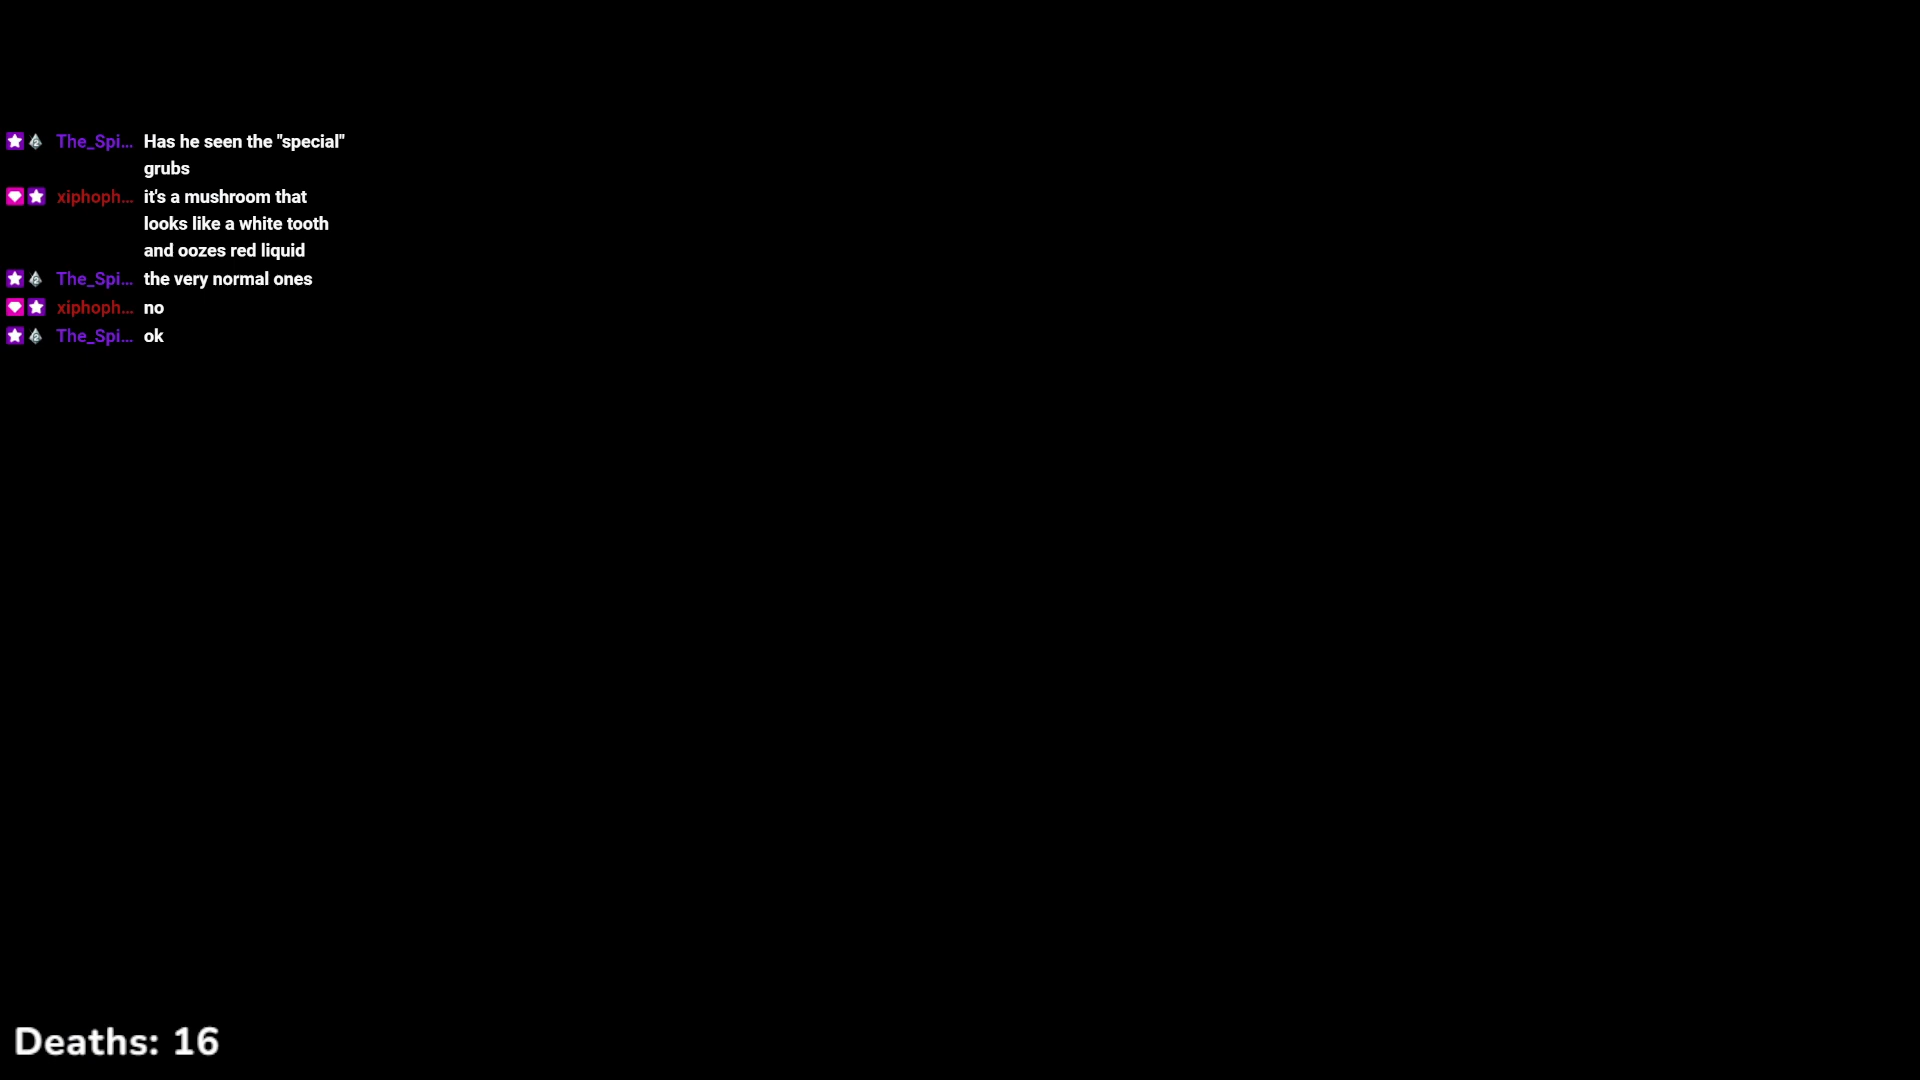 The_Spi... Has he seen the "special"
grubs
xiphoph... it's a mushroom that
looks like a white tooth
and oozes red liquid
The_Spi... the very normal ones
xiphoph... no
The_Spi... ok
Deaths: 16